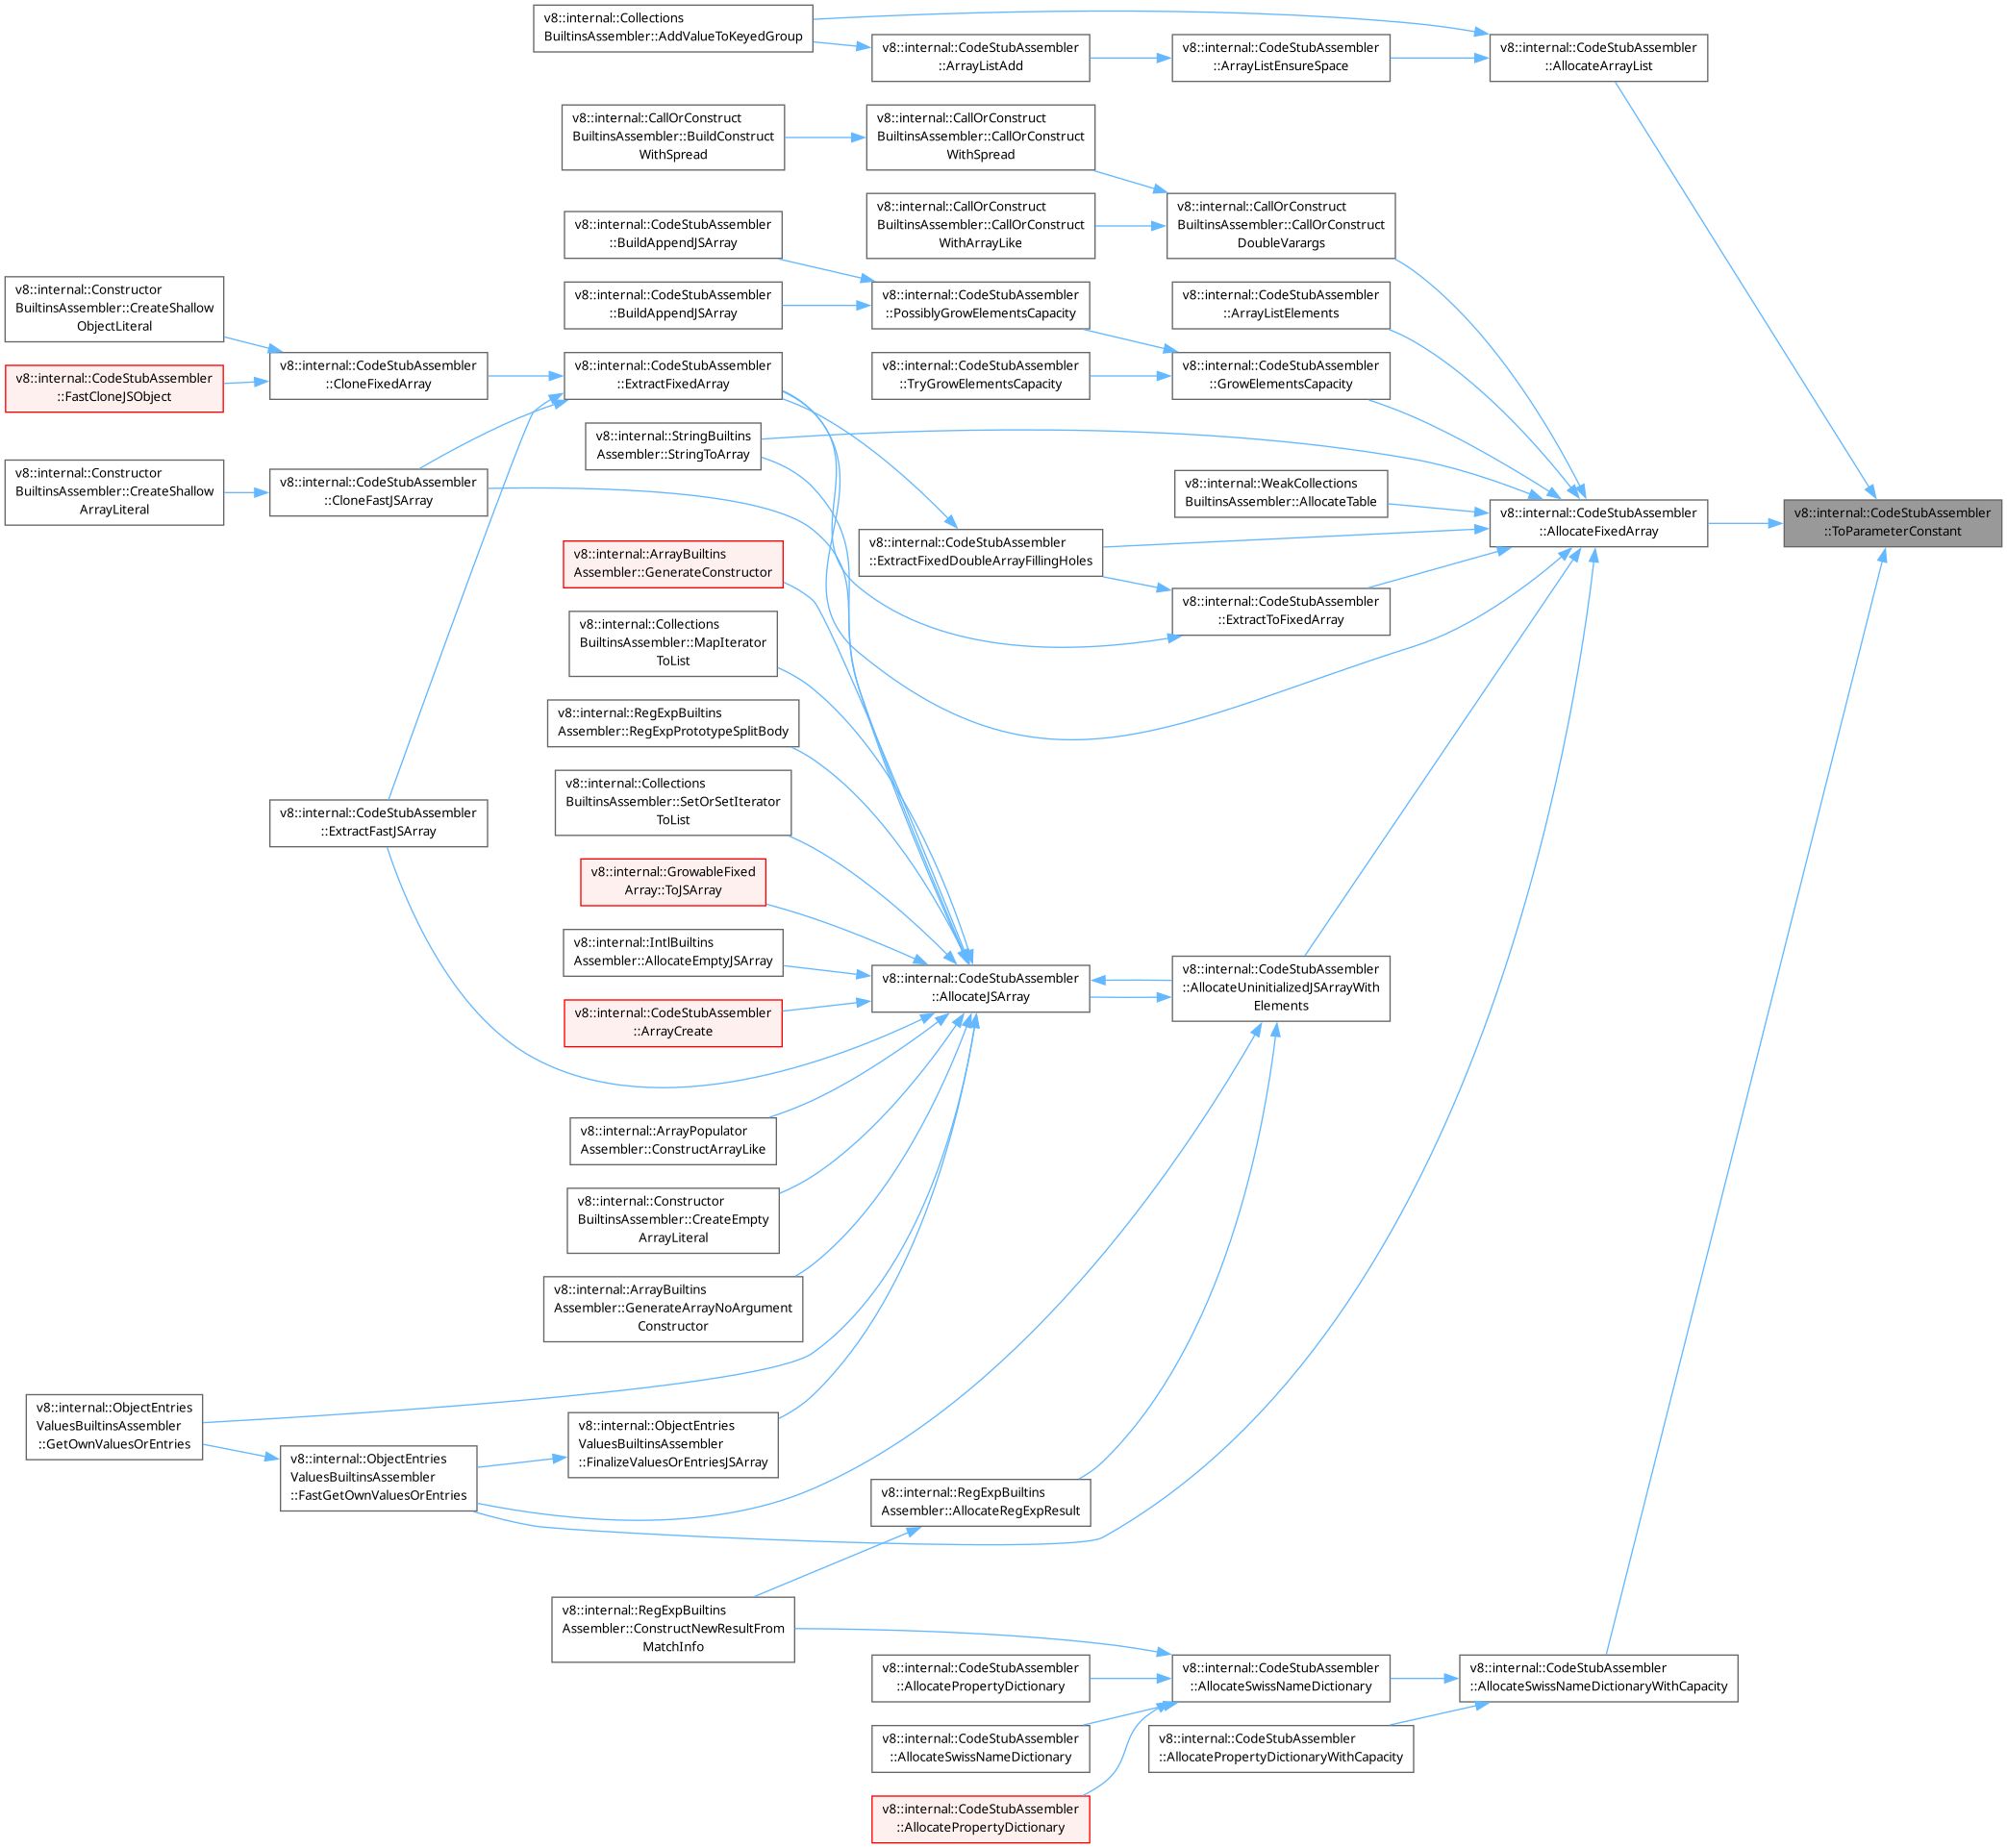 v8::internal::Collections
BuiltinsAssembler::AddValueToKeyedGroup
v8::internal::CodeStubAssembler
::ArrayListAdd
v8::internal::CodeStubAssembler
::ArrayListEnsureSpace
v8::internal::CodeStubAssembler
::AllocateArrayList
v8::internal::CallOrConstruct
BuiltinsAssembler::BuildConstruct
WithSpread
v8::internal::CallOrConstruct
BuiltinsAssembler::CallOrConstruct
WithSpread
v8::internal::CallOrConstruct
BuiltinsAssembler::CallOrConstruct
WithArrayLike
v8::internal::CallOrConstruct
BuiltinsAssembler::CallOrConstruct
DoubleVarargs
v8::internal::CodeStubAssembler
::BuildAppendJSArray
v8::internal::Constructor
BuiltinsAssembler::CreateShallow
ObjectLiteral
v8::internal::CodeStubAssembler
::BuildAppendJSArray
v8::internal::CodeStubAssembler
::PossiblyGrowElementsCapacity
v8::internal::CodeStubAssembler
::ArrayListElements
v8::internal::CodeStubAssembler
::FastCloneJSObject
v8::internal::CodeStubAssembler
::CloneFixedArray
v8::internal::CodeStubAssembler
::ExtractFixedArray
v8::internal::CodeStubAssembler
::TryGrowElementsCapacity
v8::internal::CodeStubAssembler
::GrowElementsCapacity
v8::internal::StringBuiltins
Assembler::StringToArray
v8::internal::Constructor
BuiltinsAssembler::CreateShallow
ArrayLiteral
v8::internal::CodeStubAssembler
::CloneFastJSArray
v8::internal::WeakCollections
BuiltinsAssembler::AllocateTable
v8::internal::CodeStubAssembler
::AllocateFixedArray
v8::internal::CodeStubAssembler
::ToParameterConstant
v8::internal::ArrayBuiltins
Assembler::GenerateConstructor
v8::internal::CodeStubAssembler
::ExtractFixedDoubleArrayFillingHoles
v8::internal::CodeStubAssembler
::ExtractToFixedArray
v8::internal::Collections
BuiltinsAssembler::MapIterator
ToList
v8::internal::RegExpBuiltins
Assembler::RegExpPrototypeSplitBody
v8::internal::CodeStubAssembler
::ExtractFastJSArray
v8::internal::Collections
BuiltinsAssembler::SetOrSetIterator
ToList
v8::internal::GrowableFixed
Array::ToJSArray
v8::internal::IntlBuiltins
Assembler::AllocateEmptyJSArray
v8::internal::CodeStubAssembler
::AllocateJSArray
v8::internal::CodeStubAssembler
::AllocateUninitializedJSArrayWith
Elements
v8::internal::CodeStubAssembler
::ArrayCreate
v8::internal::ArrayPopulator
Assembler::ConstructArrayLike
v8::internal::Constructor
BuiltinsAssembler::CreateEmpty
ArrayLiteral
v8::internal::ArrayBuiltins
Assembler::GenerateArrayNoArgument
Constructor
v8::internal::ObjectEntries
ValuesBuiltinsAssembler
::GetOwnValuesOrEntries
v8::internal::ObjectEntries
ValuesBuiltinsAssembler
::FastGetOwnValuesOrEntries
v8::internal::ObjectEntries
ValuesBuiltinsAssembler
::FinalizeValuesOrEntriesJSArray
v8::internal::RegExpBuiltins
Assembler::AllocateRegExpResult
v8::internal::RegExpBuiltins
Assembler::ConstructNewResultFrom
MatchInfo
v8::internal::CodeStubAssembler
::AllocatePropertyDictionary
v8::internal::CodeStubAssembler
::AllocateSwissNameDictionary
v8::internal::CodeStubAssembler
::AllocateSwissNameDictionaryWithCapacity
v8::internal::CodeStubAssembler
::AllocateSwissNameDictionary
v8::internal::CodeStubAssembler
::AllocatePropertyDictionaryWithCapacity
v8::internal::CodeStubAssembler
::AllocatePropertyDictionary